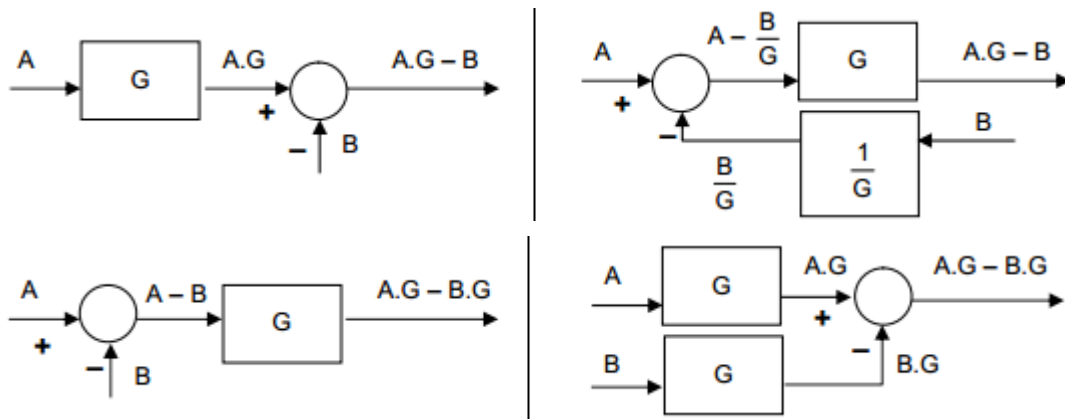 A
G
A.G
A.G – B
+
–
B
A
A – B/G
G
A.G – B
+
–
B
B/G
1/G
A
A – B
G
A.G – B.G
+
–
B
A
G
A.G
A.G – B.G
+
–
B
G
B.G